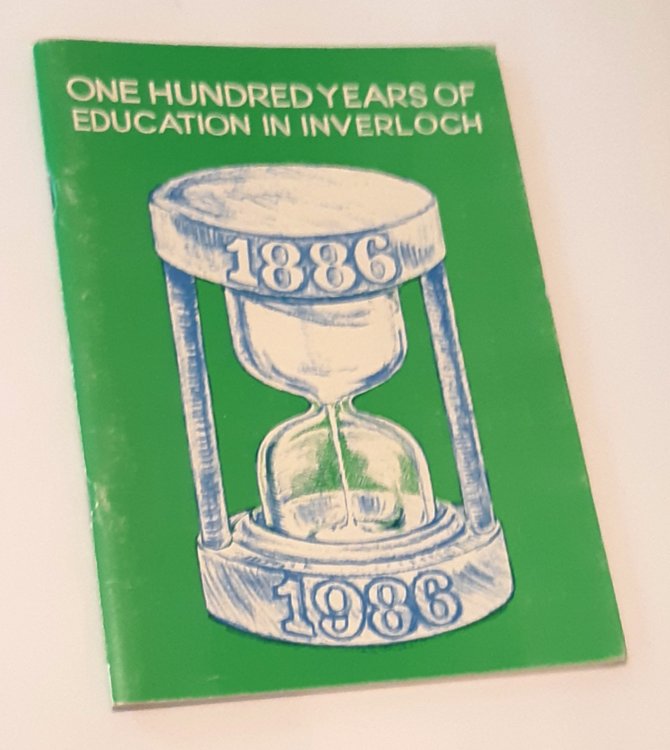 ONE HUNDRED YEARS OF
EDUCATION IN INVERLOCH
1886
1986